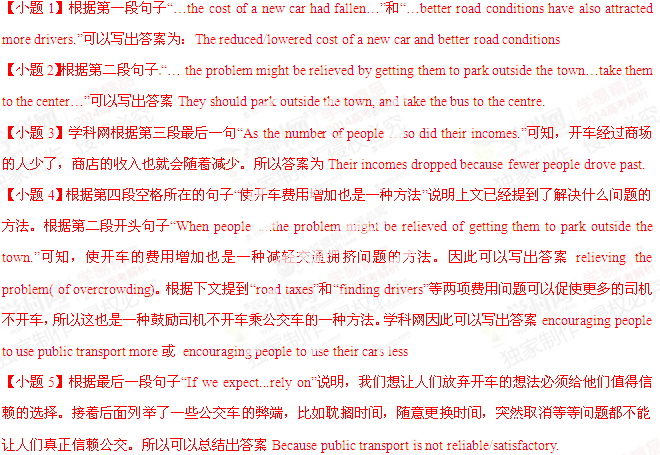 【小题 1】根据第一段句子“…the cost of a new car had fallen…”和“…better road conditions have also attracted
more drivers.”可以写出答案为：The reduced/lowered cost of a new car and better road conditions
【小题 2】根据第二段句子.“… the problem might be relieved by getting them to park outside the town…take them
to the center…”可以写出答案 They should park outside the town, and take the bus to the centre.
【小题 3】学科网根据第三段最后一句“As the number of people … so did their incomes.”可知，开车经过商场
的人少了，商店的收入也就会随着减少。所以答案为 Their incomes dropped because fewer people drove past.
【小题 4】根据第四段空格所在的句子“使开车费用增加也是一种方法”说明上文已经提到了解决什么问题的
方法。根据第二段开头句子“When people …the problem might be relieved of getting them to park outside the
town.”可知，使开车的费用增加也是一种减轻交通拥挤问题的方法。因此可以写出答案 relieving the
problem( of overcrowding)。根据下文提到“road taxes”和“finding drivers”等两项费用问题可以促使更多的司机
不开车，所以这也是一种鼓励司机不开车乘公交车的一种方法。学科网因此可以写出答案 encouraging people
to use public transport more 或 encouraging people to use their cars less
【小题 5】根据最后一段句子“If we expect...rely on”说明，我们想让人们放弃开车的想法必须给他们值得信
赖的选择。接着后面列举了一些公交车的弊端，比如耽搁时间，随意更换时间，突然取消等等问题都不能
让人们真正信赖公交。所以可以总结出答案 Because public transport is not reliable/satisfactory.